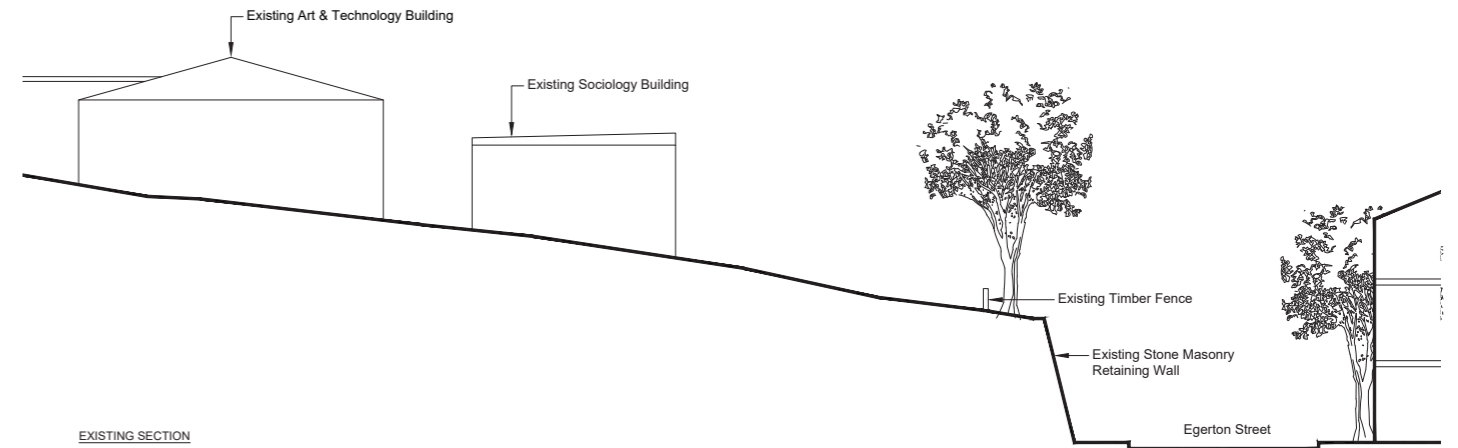 Existing Art & Technology Building
Existing Sociology Building
Existing Timber Fence
Existing Stone Masonry
Retaining Wall
Egerton Street
EXISTING SECTION